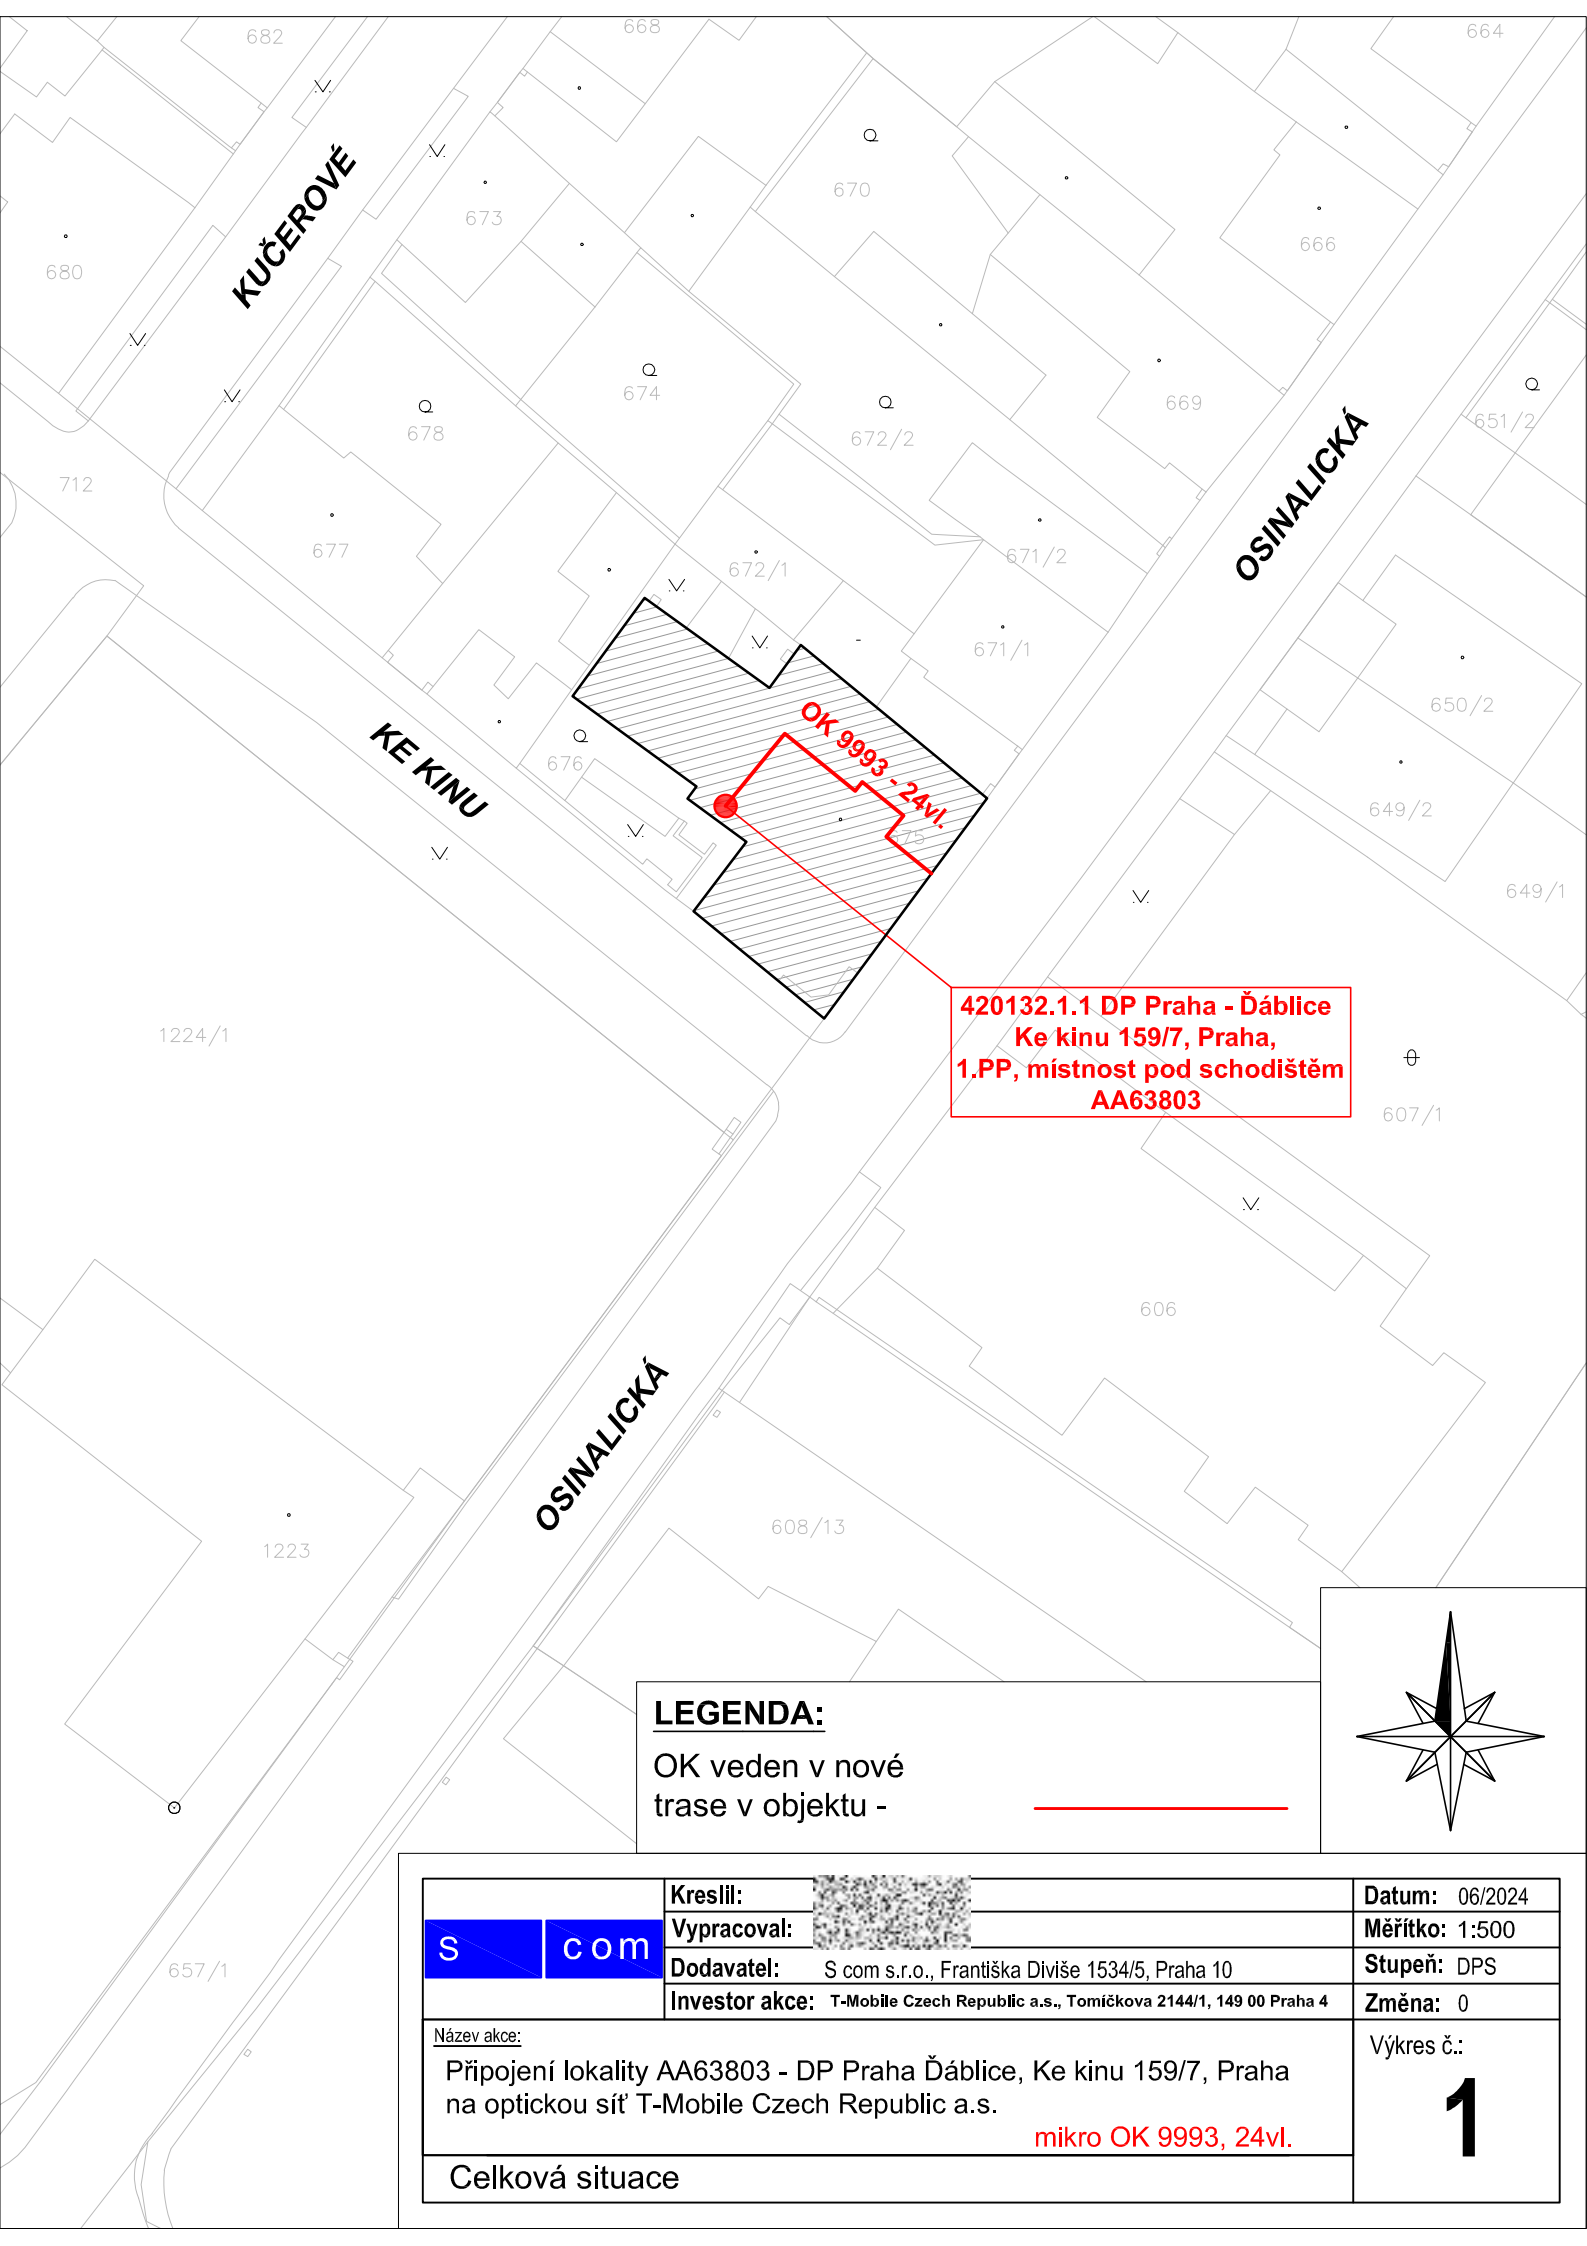 682
668
664
KUČEROVÉ
670
673
666
680
674
669
678
672/2
651/2
OSINALICKÁ
712
677
672/1
671/2
671/1
650/2
KE KINU
676
OK 9993 - 24vl.
675
649/2
649/1
420132.1.1 DP Praha - Ďáblice
Ke kinu 159/7, Praha,
1.PP, místnost pod schodištěm
AA63803
1224/1
607/1
606
OSINALICKÁ
608/13
1223
LEGENDA:
OK veden v nové
trase v objektu -
657/1
S com
Kreslil:
Vypracoval:
Dodavatel: S com s.r.o., Františka Diviše 1534/5, Praha 10
Investor akce: T-Mobile Czech Republic a.s., Tomíčkova 2144/1, 149 00 Praha 4
Datum: 06/2024
Měřítko: 1:500
Stupeň: DPS
Změna: 0
Název akce:
Připojení lokality AA63803 - DP Praha Ďáblice, Ke kinu 159/7, Praha
na optickou síť T-Mobile Czech Republic a.s.
mikro OK 9993, 24vl.
Celková situace
Výkres č.:
1